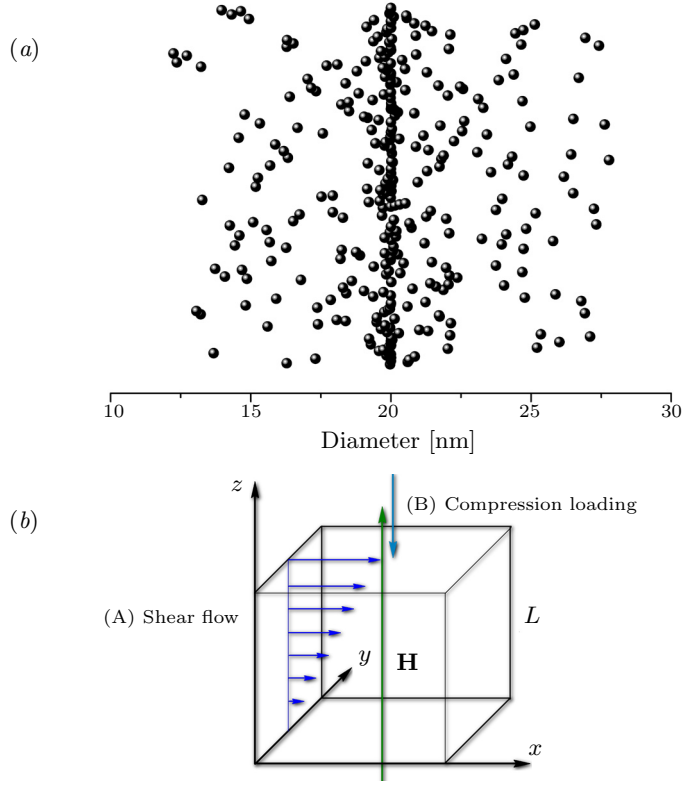 (a)
10 15 20 25 30
Diameter [nm]
(b)
z
(B) Compression loading
(A) Shear flow
L
y
H
x